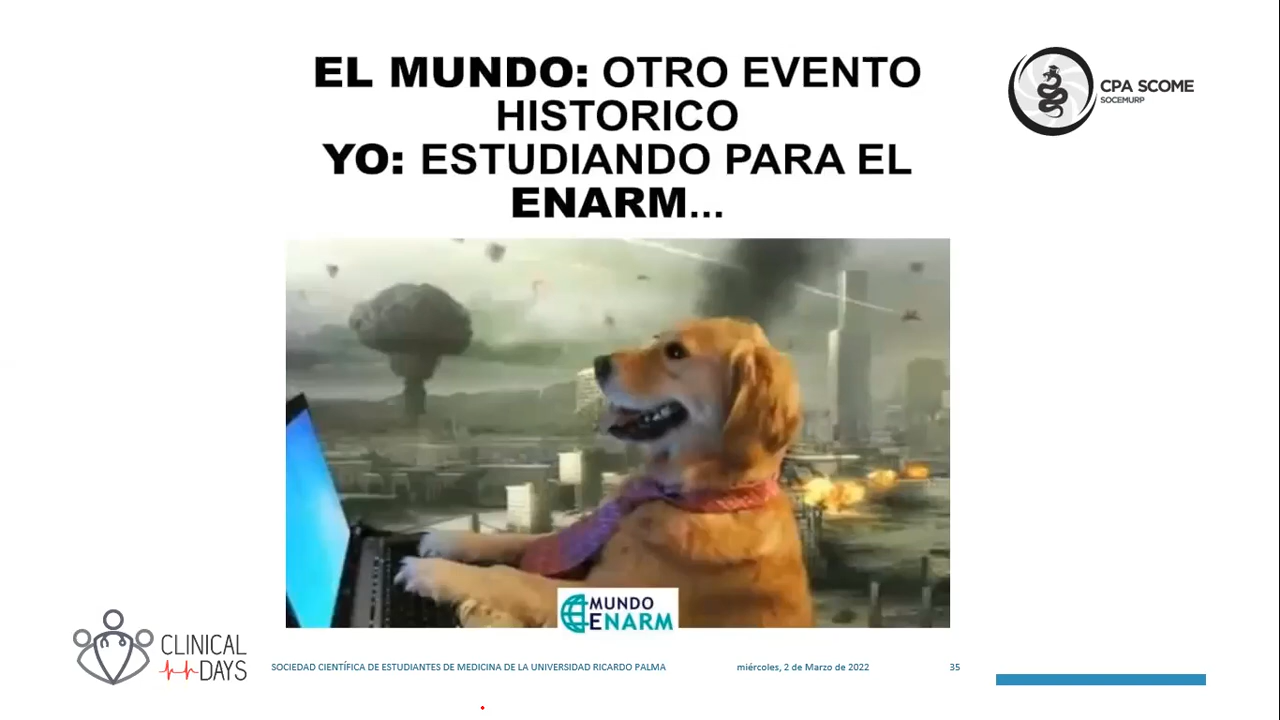 EL MUNDO: OTRO EVENTO
HISTORICO
YO: ESTUDIANDO PARA EL
ENARM...
CPA SCOME
SOCEMURP
MUNDO
ENARM
CLINICAL
DAYS
SOCIEDAD CIENTÍFICA DE ESTUDIANTES DE MEDICINA DE LA UNIVERSIDAD RICARDO PALMA
miércoles, 2 de Marzo de 2022
35